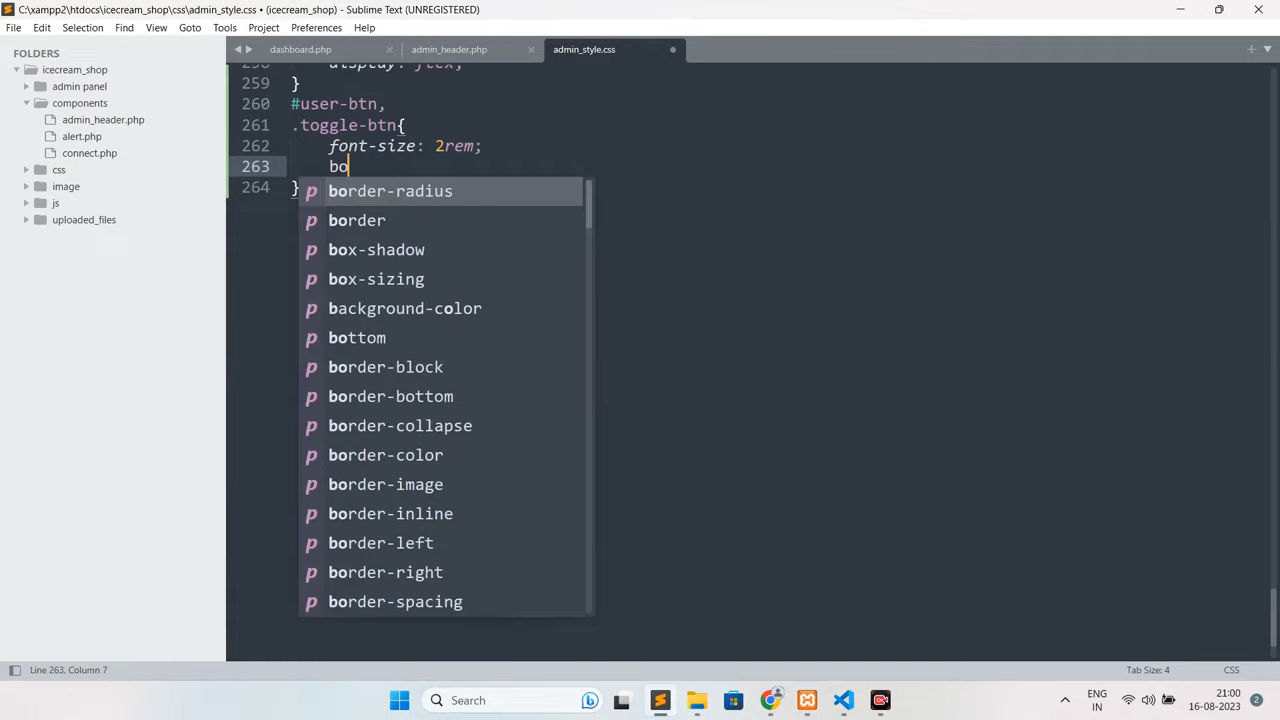 C:\xampp2\htdocs\icecream_shop\css\admin_style.css • (icecream_shop) - Sublime Text (UNREGISTERED)
File Edit Selection Find View Goto Tools Project Preferences Help
FOLDERS
icecream_shop
admin panel
components
admin_header.php
alert.php
connect.php
css
image
js
uploaded_files
dashboard.php
admin_header.php
admin_style.css
258 display: flex;
259 }
260 #user-btn,
261 .toggle-btn{
262 font-size: 2rem;
263 bo
264 }
p border-radius
p border
p box-shadow
p box-sizing
p background-color
p bottom
p border-block
p border-bottom
p border-collapse
p border-color
p border-image
p border-inline
p border-left
p border-right
p border-spacing
Line 263, Column 7
Tab Size: 4
CSS
Search
ENG
IN
21:00
16-08-2023
2